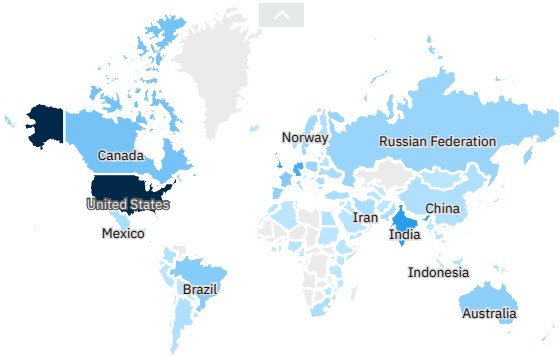 Norway
Russian Federation
Canada
United States
Iran
China
Mexico
India
Indonesia
Brazil
Australia